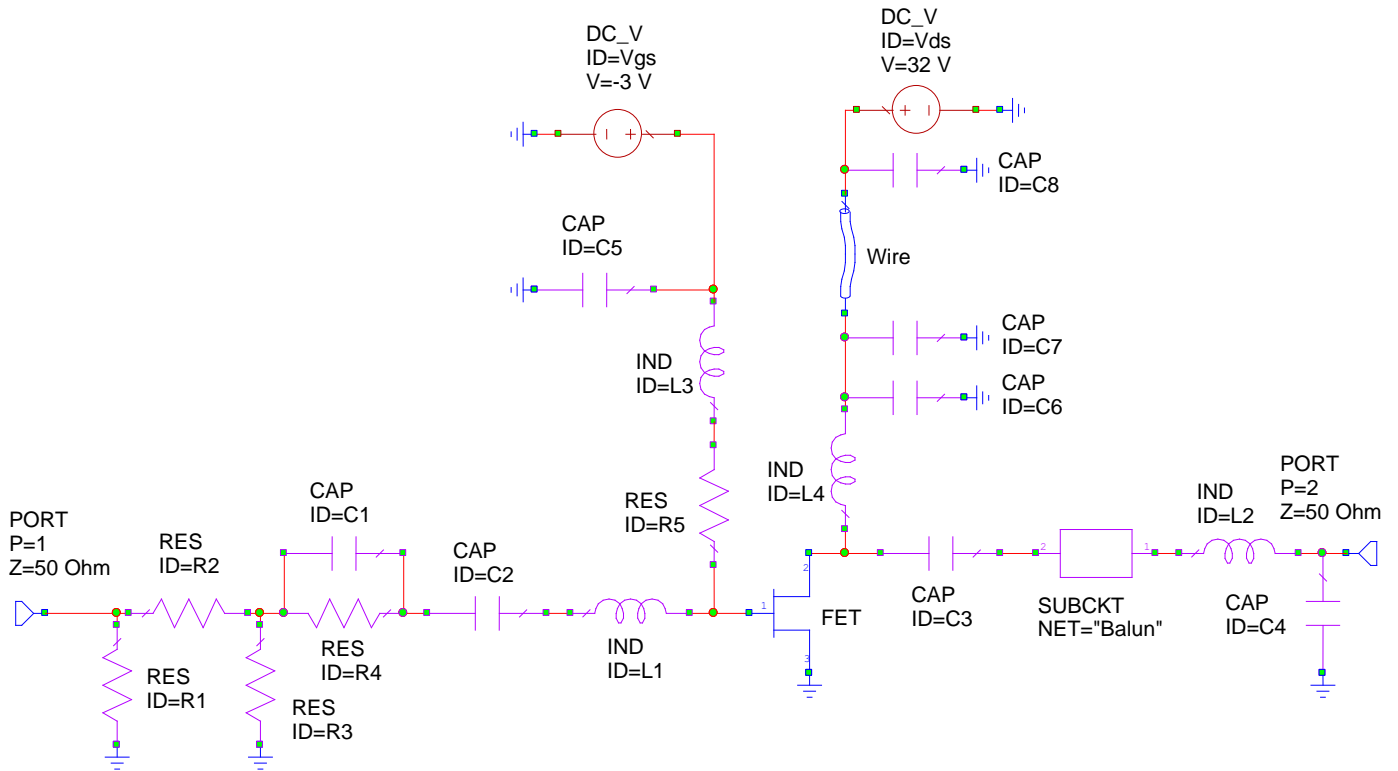 DC_V
ID=Vgs
V=-3 V
DC_V
ID=Vds
V=32 V
CAP
ID=C8
CAP
ID=C5
Wire
CAP
ID=C7
IND
ID=L3
CAP
ID=C6
IND
ID=L4
PORT
P=2
Z=50 Ohm
IND
ID=L2
CAP
ID=C1
RES
ID=R5
PORT
P=1
Z=50 Ohm
RES
ID=R2
CAP
ID=C2
2
2
1
1
3
FET
CAP
ID=C3
SUBCKT
NET="Balun"
CAP
ID=C4
RES
ID=R4
IND
ID=L1
RES
ID=R1
RES
ID=R3